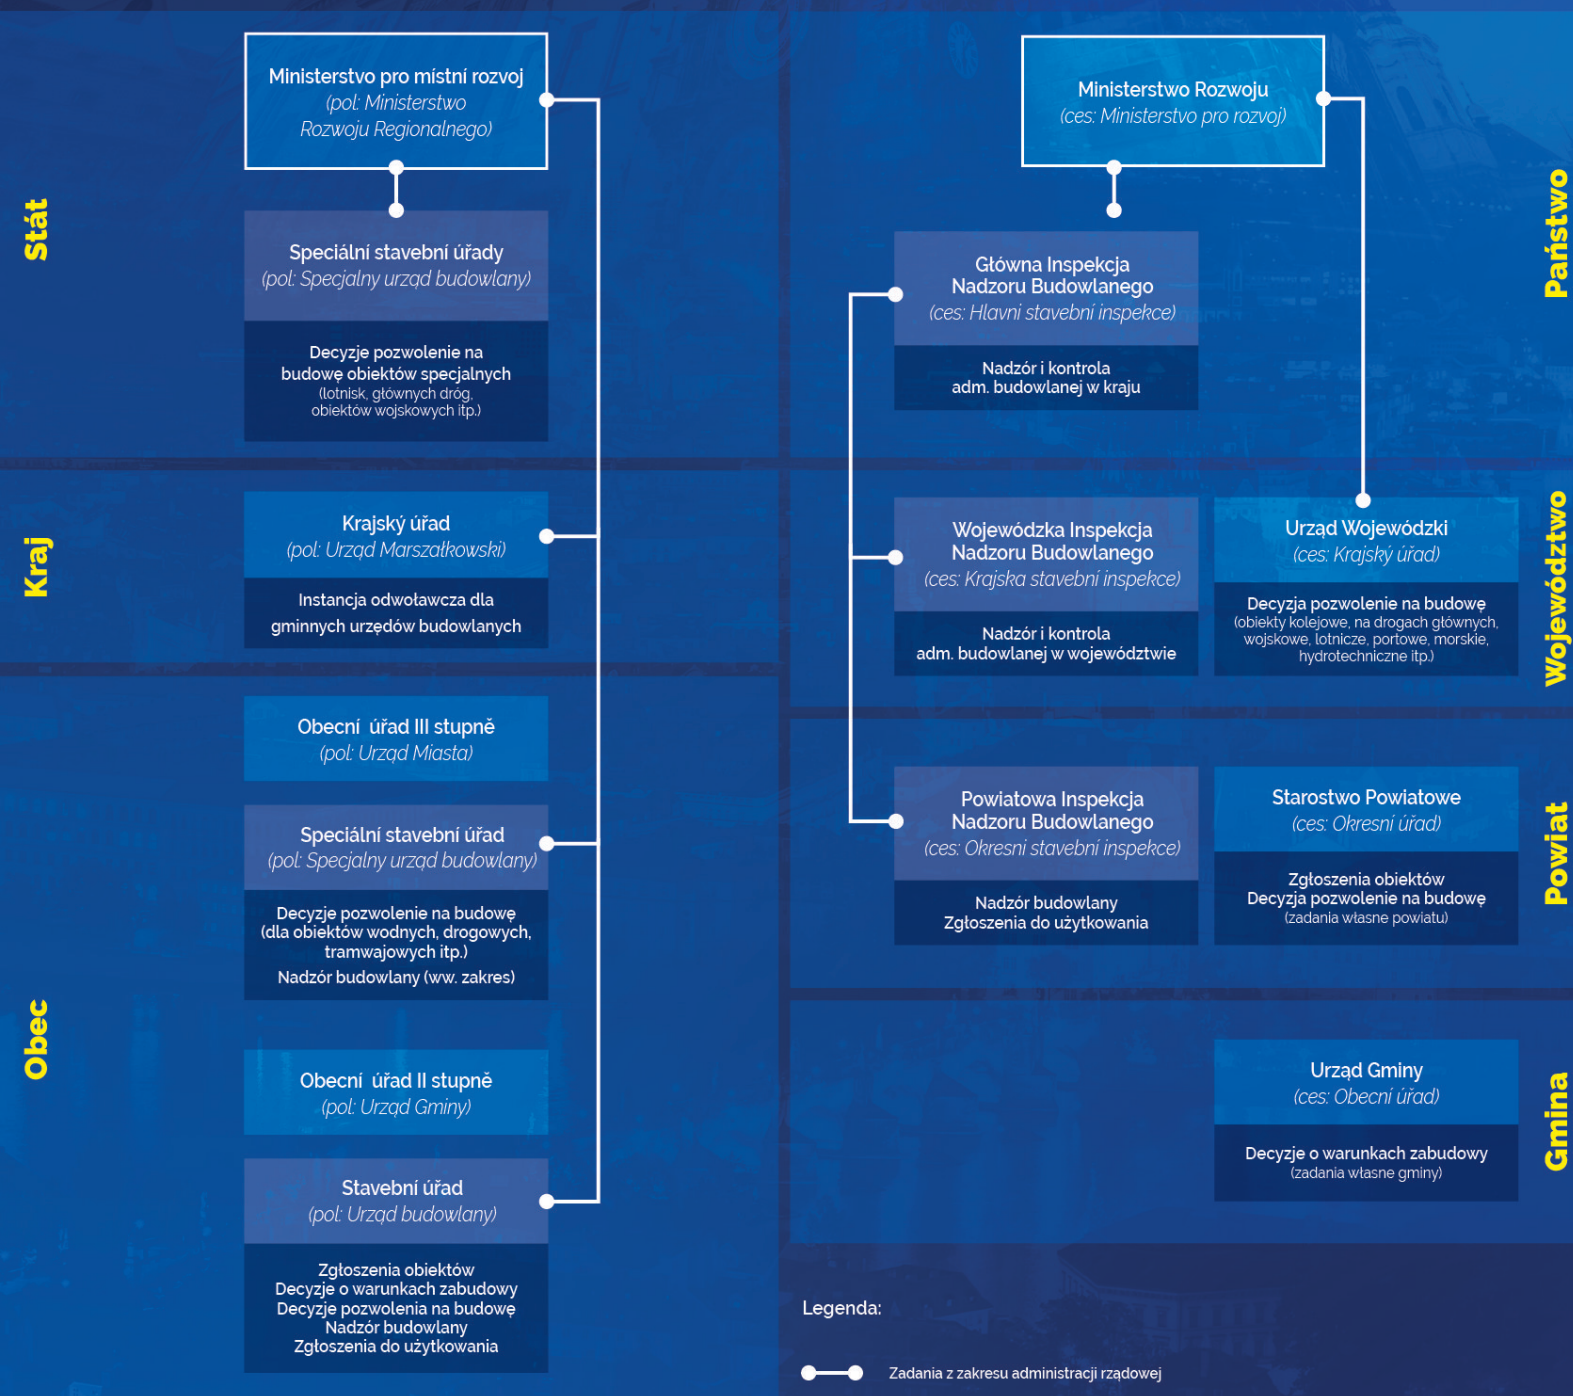 Stát
Ministerstvo pro místní rozvoj
(pol: Ministerstwo
Rozwoju Regionalnego)
Speciální stavební úřady
(pol: Specjalny urząd budowlany)
Decyzje pozwolenie na
budowę obiektów specjalnych
(lotnisk, głównych dróg,
obiektów wojskowych itp.)
Kraj
Krajský úřad
(pol: Urząd Marszałkowski)
Instancja odwoławcza dla
gminnych urzędów budowlanych
Obec
Obecní úřad III stupně
(pol: Urząd Miasta)
Speciální stavební úřad
(pol: Specjalny urząd budowlany)
Decyzje pozwolenie na budowę
(dla obiektów wodnych, drogowych,
tramwajowych itp.)
Nadzór budowlany (ww. zakres)
Obecní úřad II stupně
(pol: Urząd Gminy)
Stavební úřad
(pol: Urząd budowlany)
Zgłoszenia obiektów
Decyzje o warunkach zabudowy
Decyzje pozwolenia na budowę
Nadzór budowlany
Zgłoszenia do użytkowania
Państwo
Ministerstwo Rozwoju
(ces: Ministerstvo pro rozvoj)
Główna Inspekcja
Nadzoru Budowlanego
(ces: Hlavni stavební inspekce)
Nadzór i kontrola
adm. budowlanej w kraju
Województwo
Wojewódzka Inspekcja
Nadzoru Budowlanego
(ces: Krajska stavební inspekce)
Nadzór i kontrola
adm. budowlanej w województwie
Urząd Wojewódzki
(ces: Krajský úřad)
Decyzja pozwolenie na budowę
(obiekty kolejowe, na drogach głównych,
wojskowe, lotnicze, portowe, morskie,
hydrotechniczne itp.)
Powiat
Powiatowa Inspekcja
Nadzoru Budowlanego
(ces: Okresni stavební inspekce)
Nadzór budowlany
Zgłoszenia do użytkowania
Starostwo Powiatowe
(ces: Okresní úřad)
Zgłoszenia obiektów
Decyzja pozwolenie na budowę
(zadania własne powiatu)
Gmina
Urząd Gminy
(ces: Obecní úřad)
Decyzje o warunkach zabudowy
(zadania własne gminy)
Legenda:
Zadania z zakresu administracji rządowej